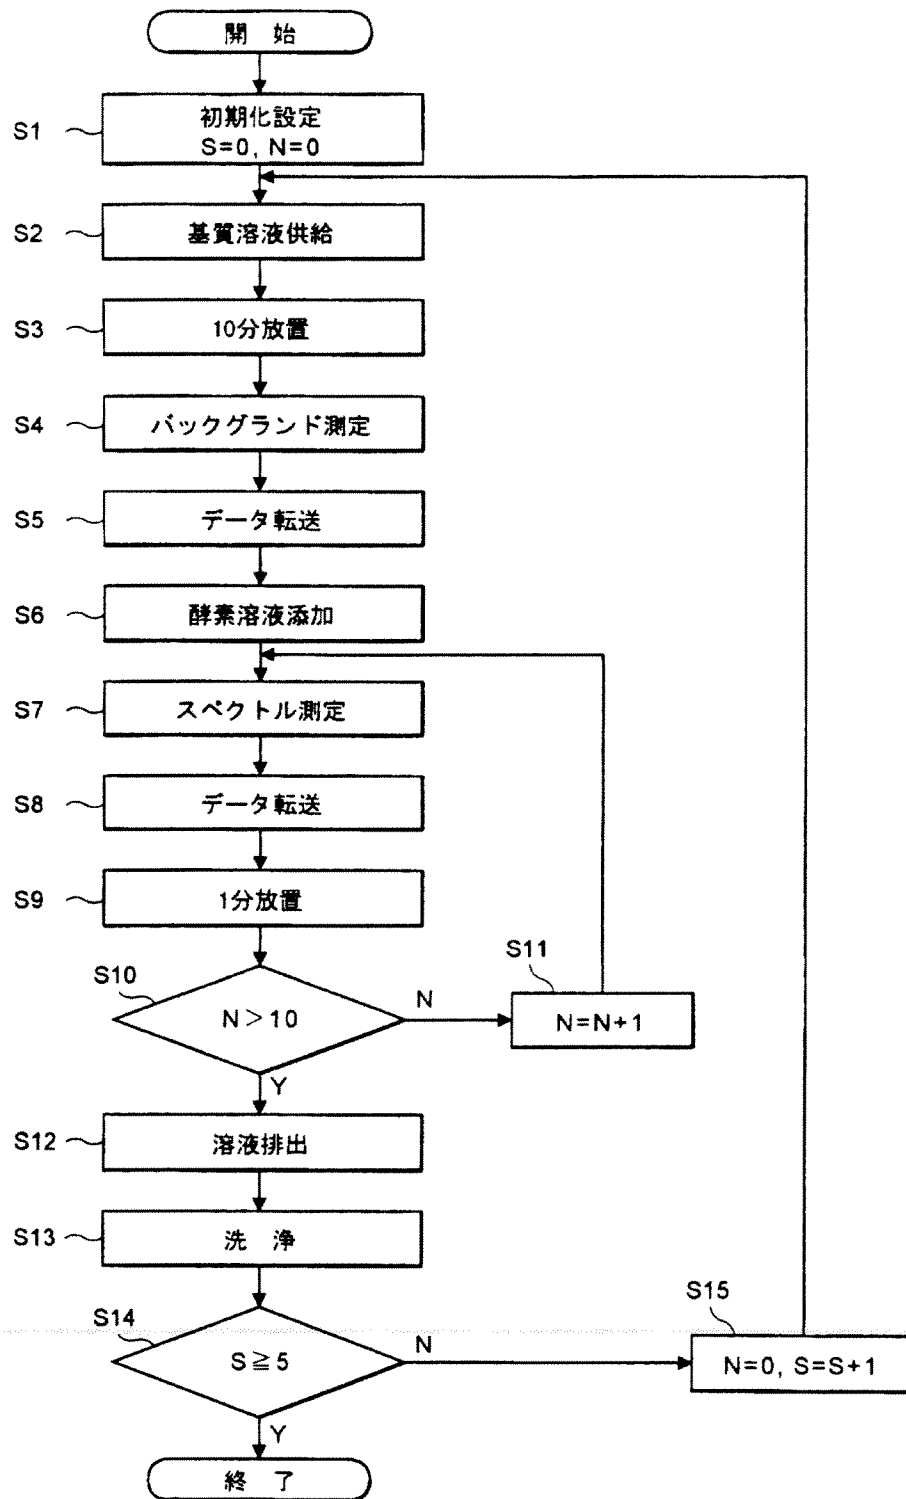 開 始
S1
初期化設定
S=0, N=0
S2
基質溶液供給
S3
10分放置
S4
バックグランド測定
S5
データ転送
S6
酵素溶液添加
S7
スペクトル測定
S8
データ転送
S9
1分放置
S10
N>10
N
S11
N=N+1
Y
S12
溶液排出
S13
洗 浄
S14
S≧5
N
S15
N=0, S=S+1
Y
終 了